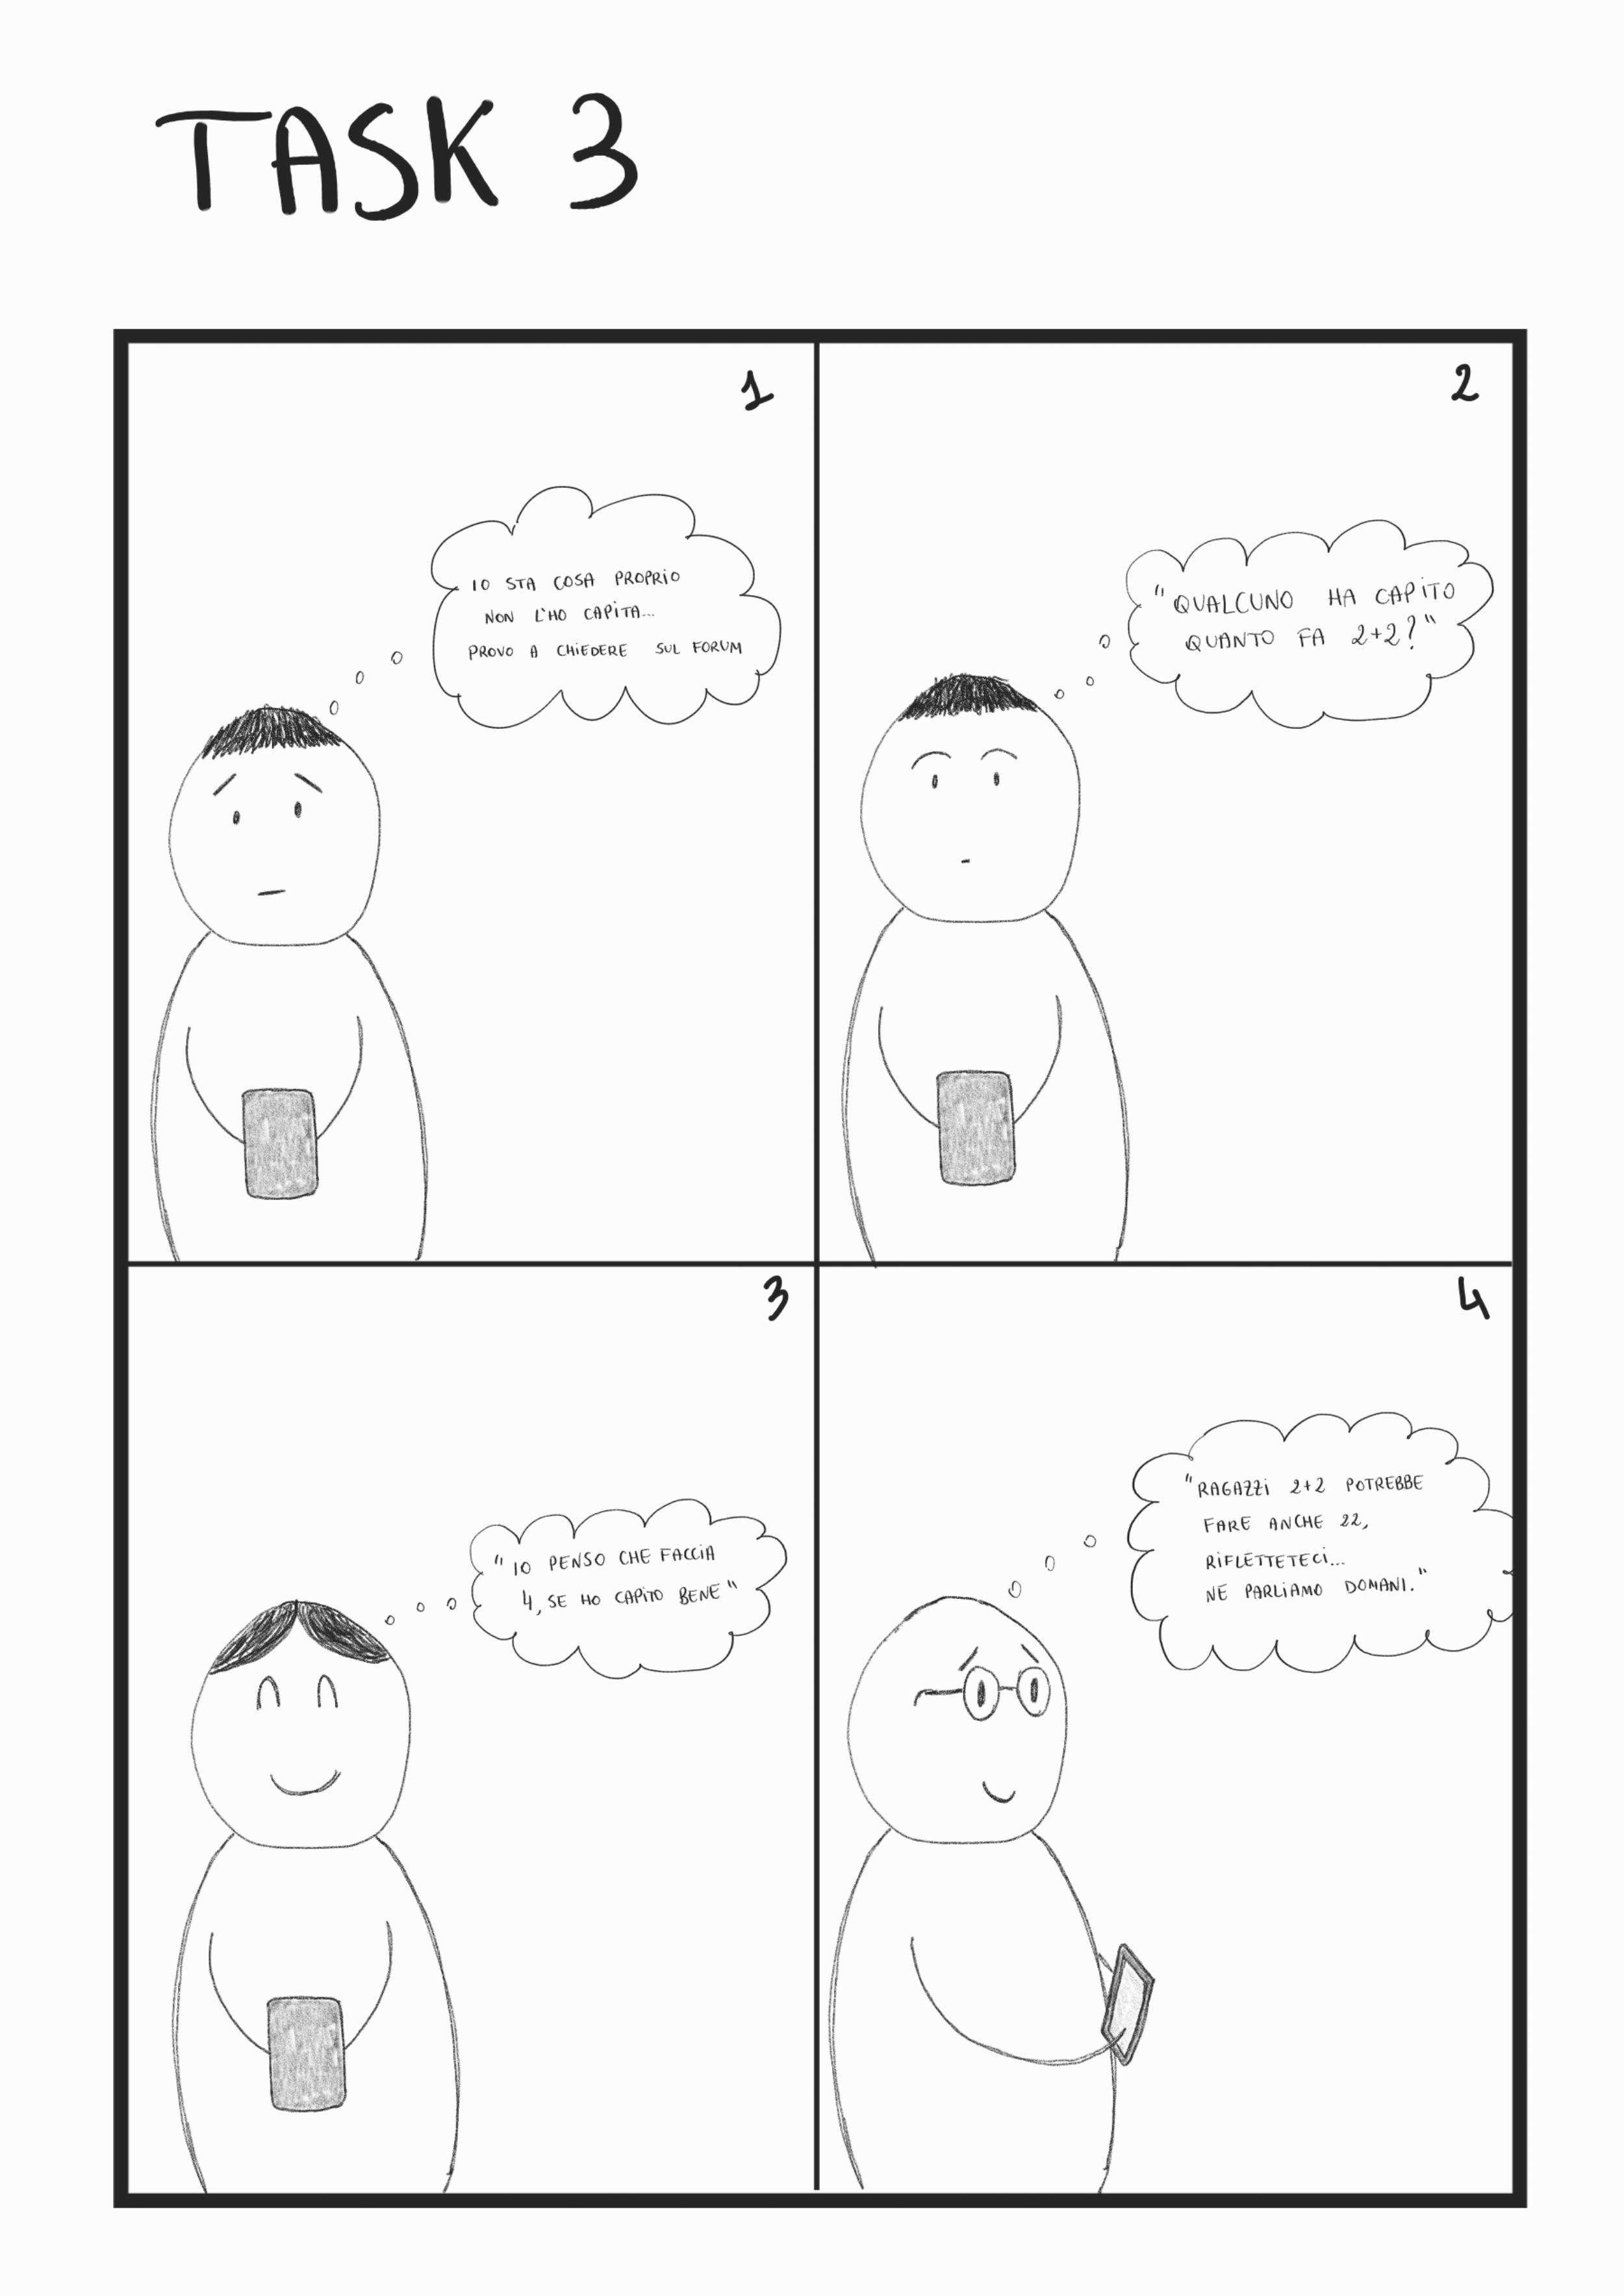 TASK 3
1
IO STA COSA PROPRIO
NON L'HO CAPITA...
PROVO A CHIEDERE SUL FORUM
2
"QUALCUNO HA CAPITO
QUANTO FA 2+2?"
3
"IO PENSO CHE FACCIA
4, SE HO CAPITO BENE"
4
"RAGAZZI 2+2 POTREBBE
FARE ANCHE 22,
RIFLETTETECI...
NE PARLIAMO DOMANI."